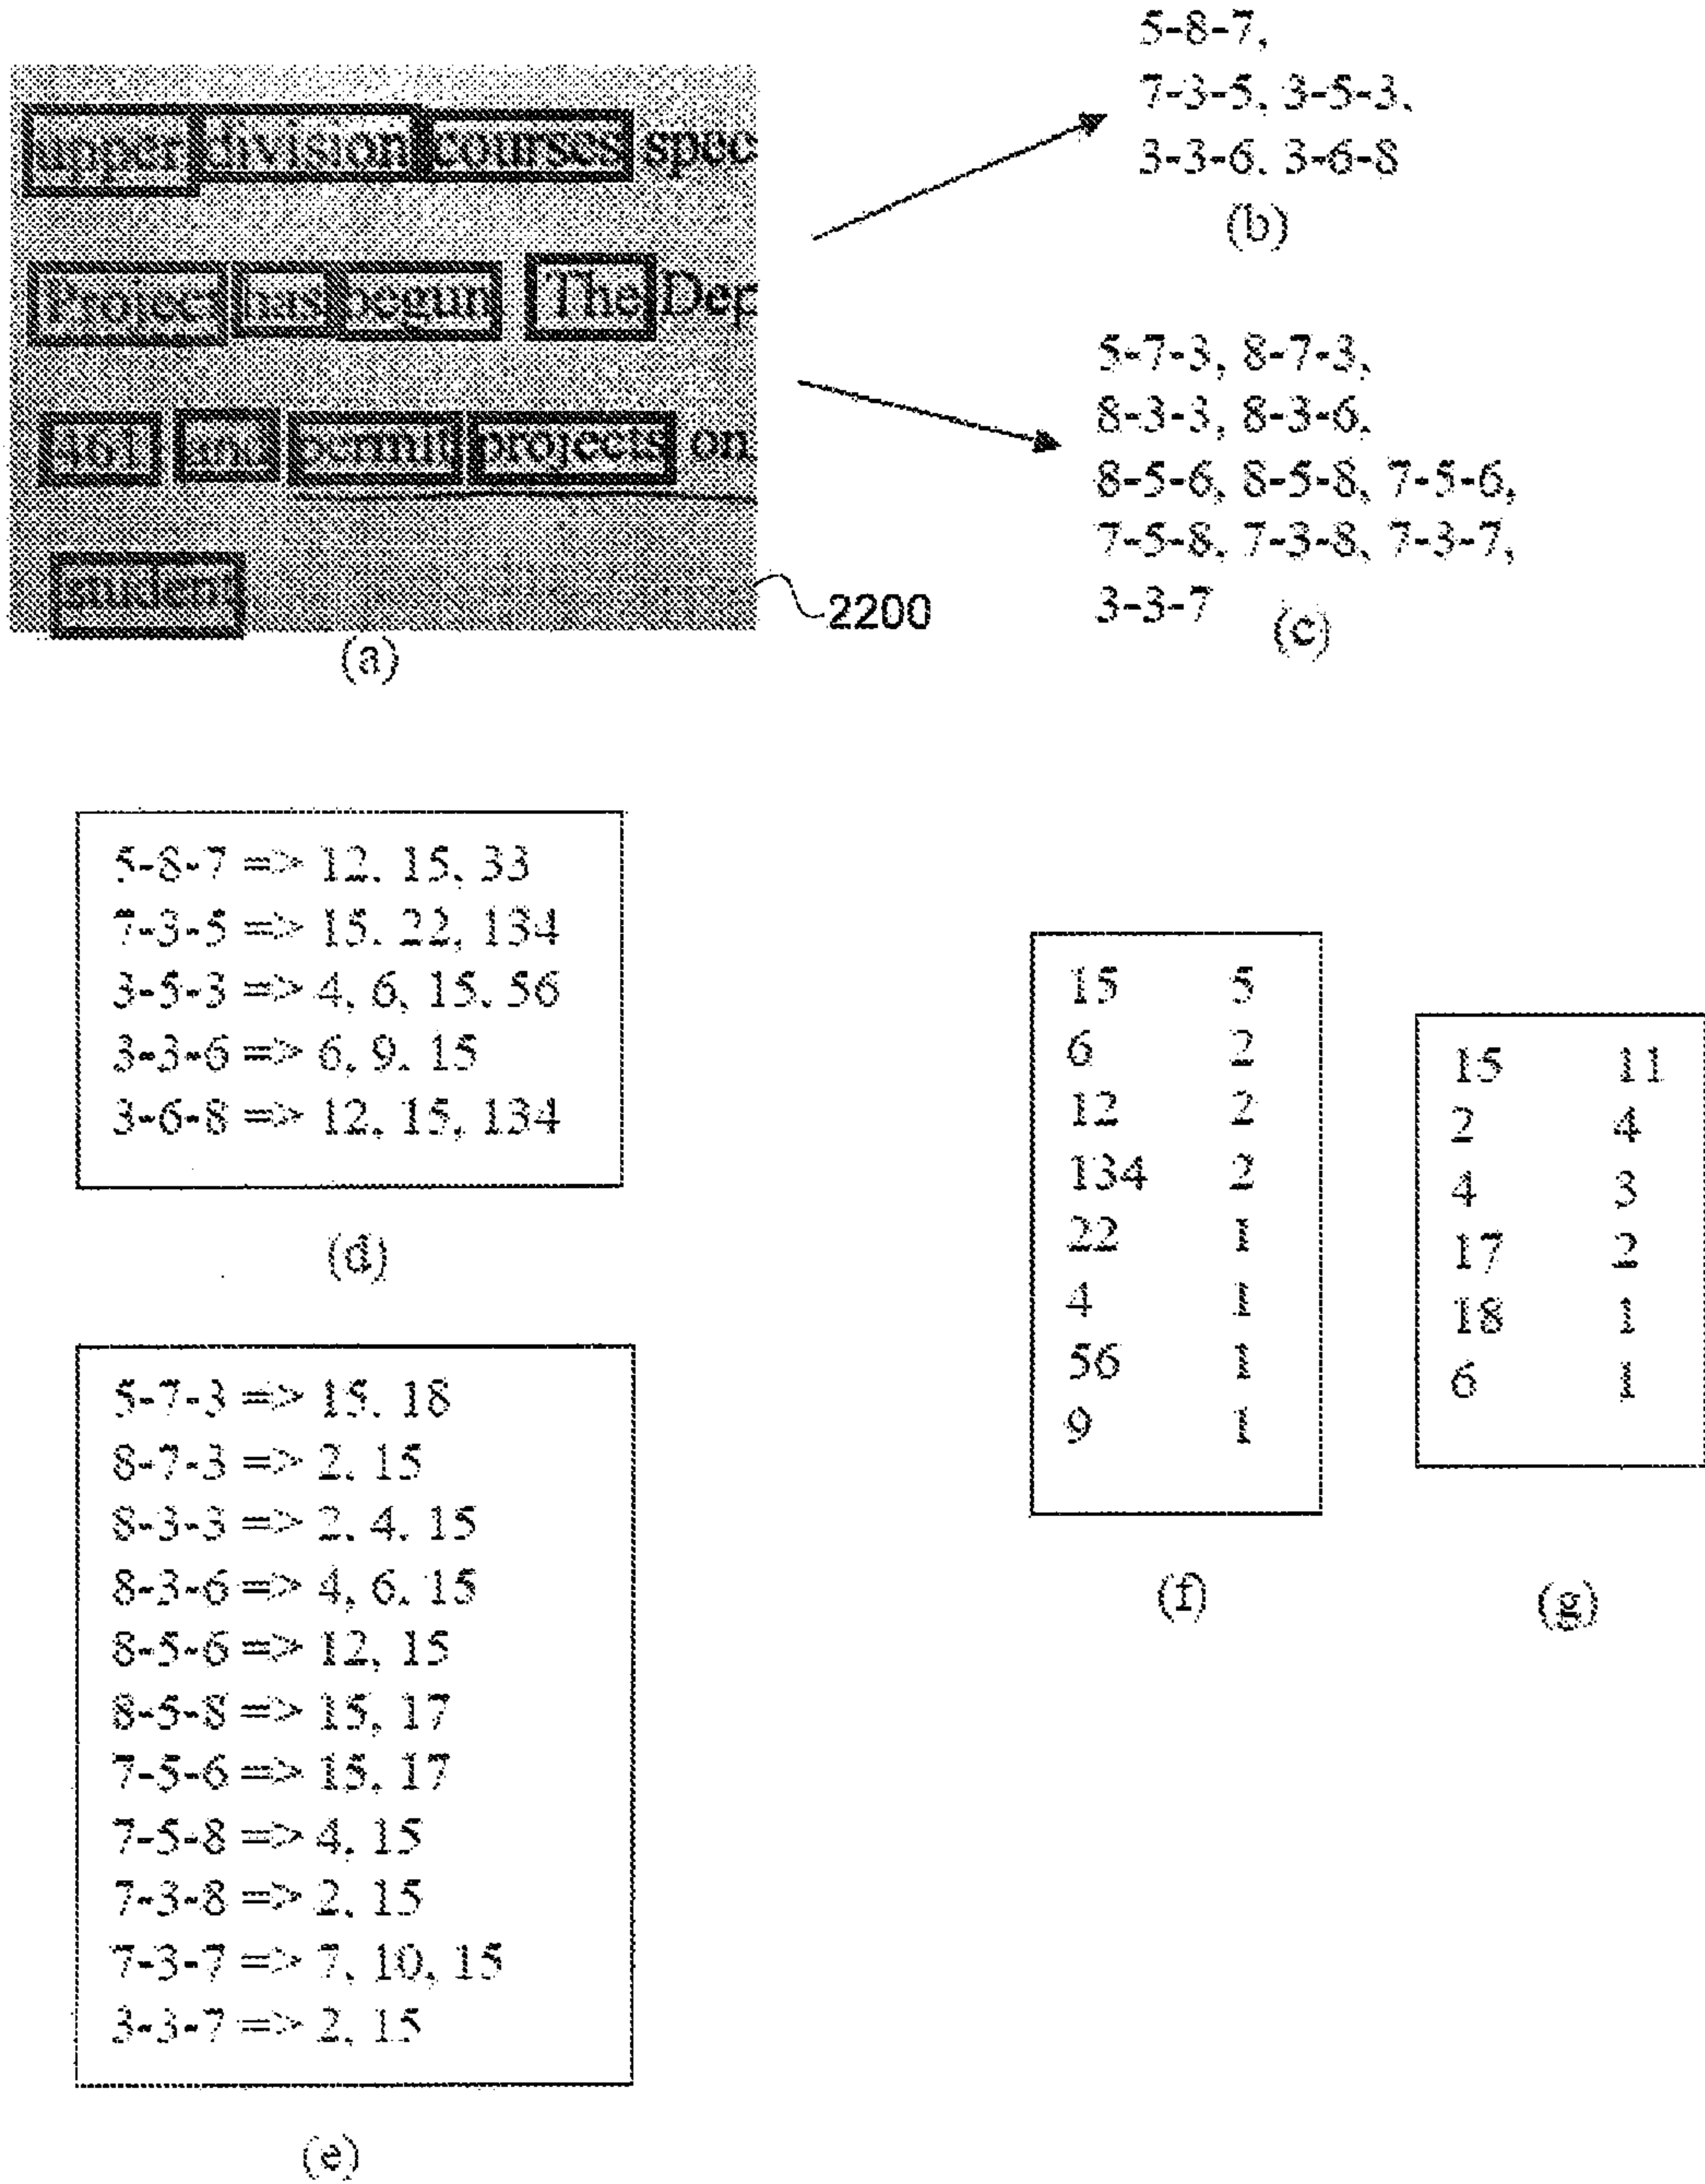 upper division courses spec
Project has begun The Dep
461 and permit projects on
student
2200
(a)
5-8-7,
7-3-5, 3-5-3,
3-3-6, 3-6-8
(b)
5-7-3, 8-7-3,
8-3-3, 8-3-6,
8-5-6, 8-5-8, 7-5-6,
7-5-8, 7-3-8, 7-3-7,
3-3-7
(c)
5-8-7 => 12, 15, 33
7-3-5 => 15, 22, 134
3-5-3 => 4, 6, 15, 56
3-3-6 => 6, 9, 15
3-6-8 => 12, 15, 134
(d)
5-7-3 => 15, 18
8-7-3 => 2, 15
8-3-3 => 2, 4, 15
8-3-6 => 4, 6, 15
8-5-6 => 12, 15
8-5-8 => 15, 17
7-5-6 => 15, 17
7-5-8 => 4, 15
7-3-8 => 2, 15
7-3-7 => 7, 10, 15
3-3-7 => 2, 15
(e)
15 5
6 2
12 2
134 2
22 1
4 1
56 1
9 1
(f)
15 11
2 4
4 3
17 2
18 1
6 1
(g)